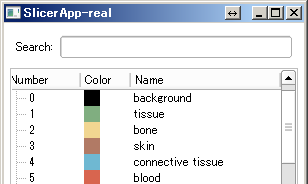 SlicerApp-real
Search:
Number Color Name
0 background
1 tissue
2 bone
3 skin
4 connective tissue
5 blood